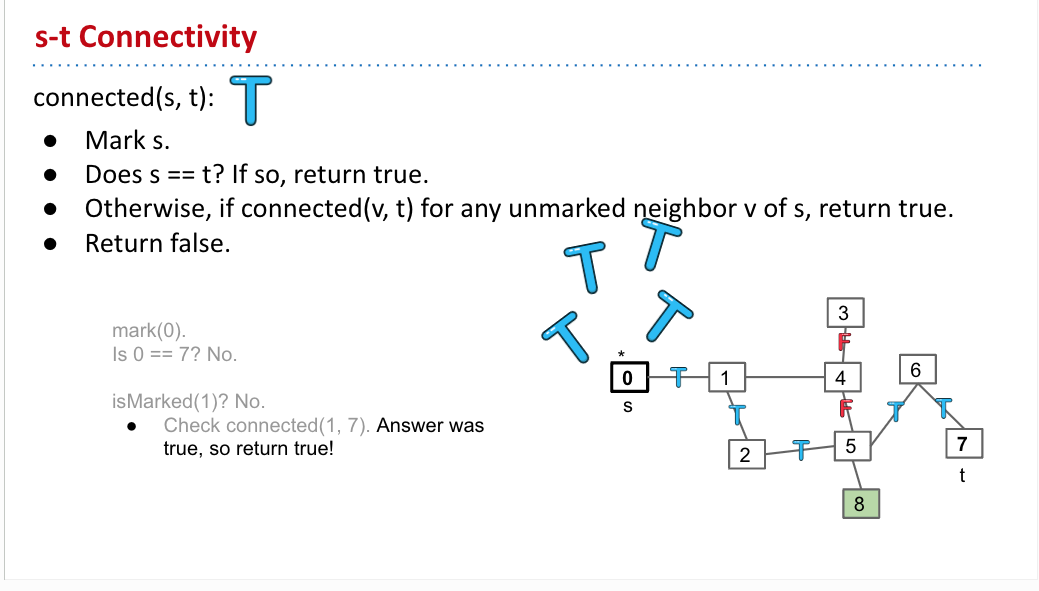 s-t Connectivity
connected(s, t): T
Mark s.
Does s == t? If so, return true.
Otherwise, if connected(v, t) for any unmarked neighbor v of s, return true.
Return false.
T
T
T
T
mark(0).
Is 0 == 7? No.
isMarked(1)? No.
Check connected(1, 7). Answer was
true, so return true!
3
F
*
0 T 1 4 6
s
T F T T
2 T 5 7
t
8